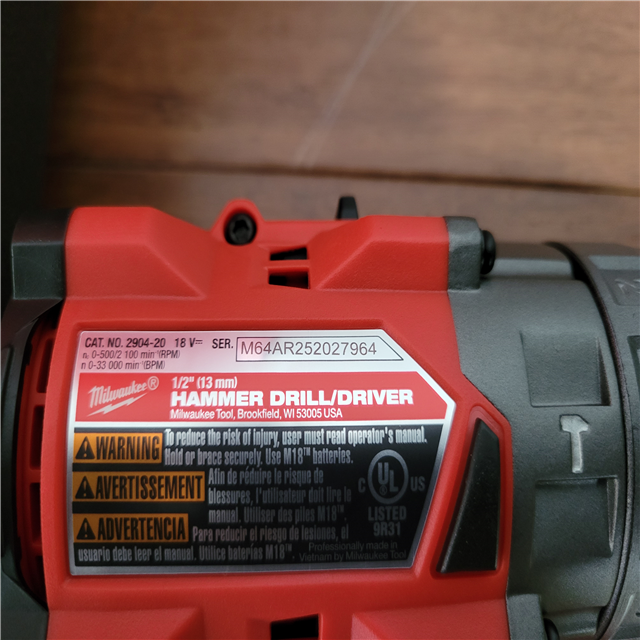 CAT. NO. 2904-20 18 V⎓ SER. M64AR252027964
n₀ 0-500/2 100 min⁻¹(RPM)
n 0-33 000 min⁻¹(BPM)
Milwaukee®
1/2" (13 mm)
HAMMER DRILL/DRIVER
Milwaukee Tool, Brookfield, WI 53005 USA
WARNING To reduce the risk of injury, user must read operator's manual.
Hold or brace securely. Use M18™ batteries.
AVERTISSEMENT Afin de réduire le risque de
blessures, l'utilisateur doit lire le
manuel. Utiliser des piles M18™.
ADVERTENCIA Para reducir el riesgo de lesiones, el
usuario debe leer el manual. Utilice baterías M18™.
C UL US
LISTED
9R31
Professionally made in
Vietnam by Milwaukee Tool